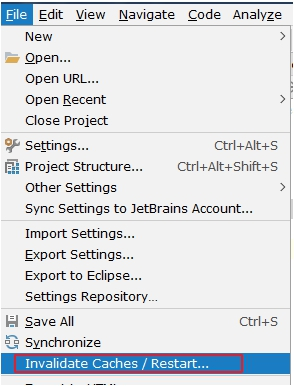 File Edit View Navigate Code Analyze
New
Open...
Open URL...
Open Recent
Close Project
Settings... Ctrl+Alt+S
Project Structure... Ctrl+Alt+Shift+S
Other Settings
Sync Settings to JetBrains Account...
Import Settings...
Export Settings...
Export to Eclipse...
Settings Repository...
Save All Ctrl+S
Synchronize
Invalidate Caches / Restart...